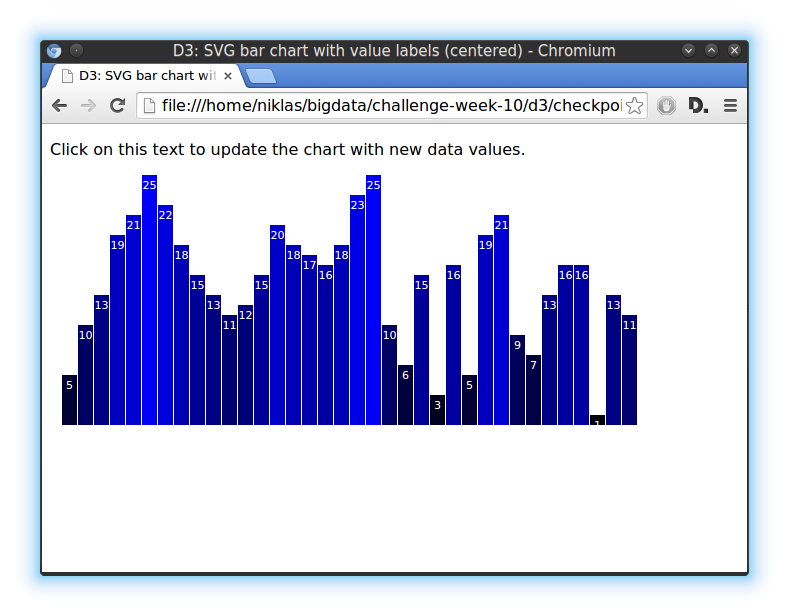 D3: SVG bar chart with value labels (centered) - Chromium
D3: SVG bar chart wit
file:///home/niklas/bigdata/challenge-week-10/d3/checkpoi
D.
Click on this text to update the chart with new data values.
5 10 13 19 21 25 22 18 15 13 11 12 15 20 18 17 16 18 23 25 10 6 15 3 16 5 19 21 9 7 13 16 16 1 13 11